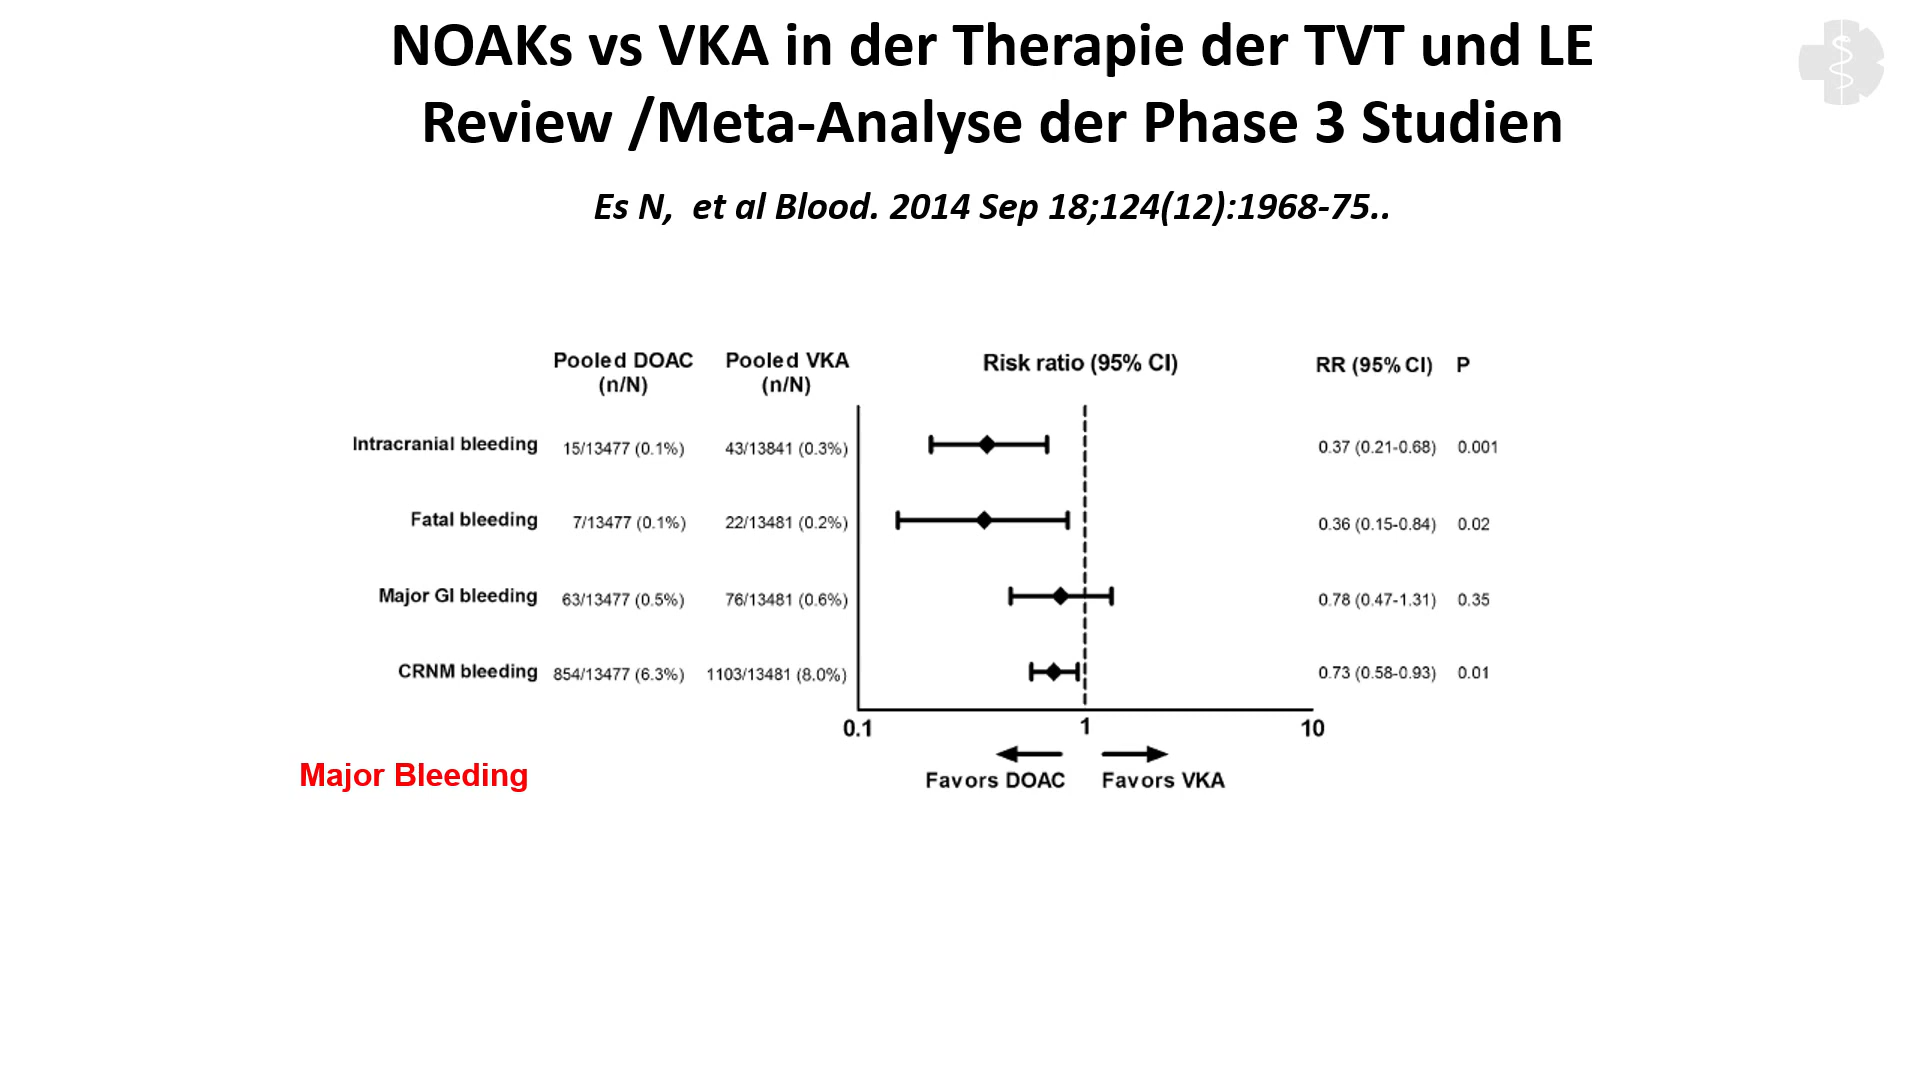 NOAKs vs VKA in der Therapie der TVT und LE
Review /Meta-Analyse der Phase 3 Studien
Es N,  et al Blood. 2014 Sep 18;124(12):1968-75..
Pooled DOAC (n/N) Pooled VKA (n/N) Risk ratio (95% CI) RR (95% CI) P
Intracranial bleeding 15/13477 (0.1%) 43/13841 (0.3%) 0.37 (0.21-0.68) 0.001
Fatal bleeding 7/13477 (0.1%) 22/13481 (0.2%) 0.36 (0.15-0.84) 0.02
Major GI bleeding 63/13477 (0.5%) 76/13481 (0.6%) 0.78 (0.47-1.31) 0.35
CRNM bleeding 854/13477 (6.3%) 1103/13481 (8.0%) 0.73 (0.58-0.93) 0.01
0.1 1 10
Favors DOAC Favors VKA
Major Bleeding